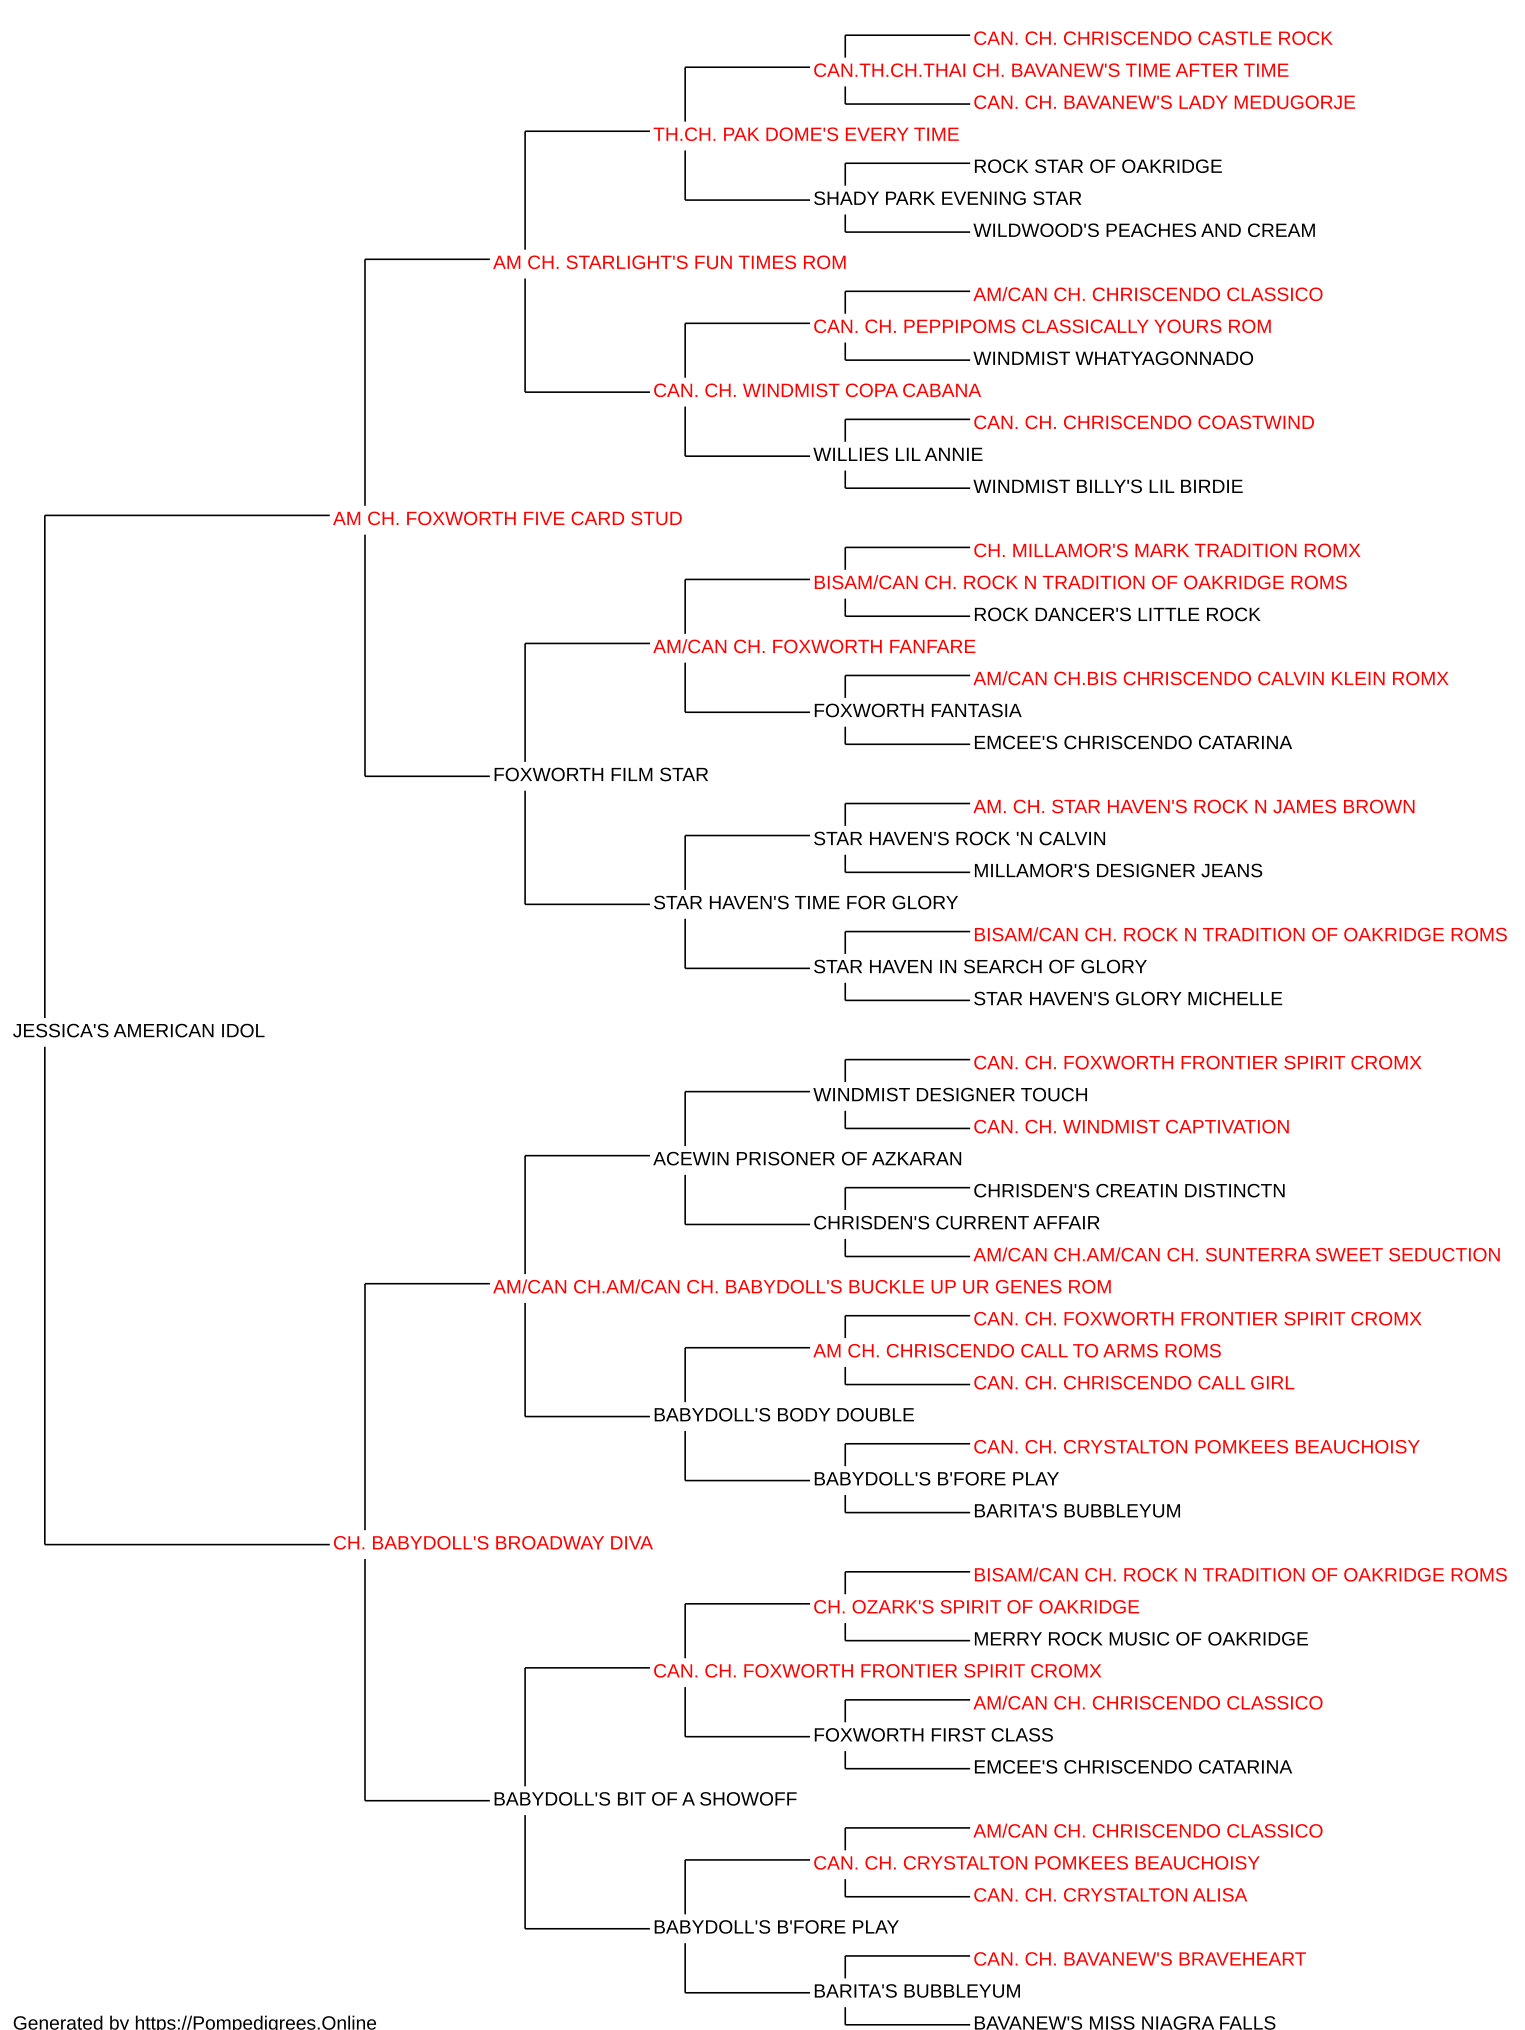 CAN. CH. CHRISCENDO CASTLE ROCK
CAN.TH.CH.THAI CH. BAVANEW'S TIME AFTER TIME
CAN. CH. BAVANEW'S LADY MEDUGORJE
TH.CH. PAK DOME'S EVERY TIME
ROCK STAR OF OAKRIDGE
SHADY PARK EVENING STAR
WILDWOOD'S PEACHES AND CREAM
AM CH. STARLIGHT'S FUN TIMES ROM
AM/CAN CH. CHRISCENDO CLASSICO
CAN. CH. PEPPIPOMS CLASSICALLY YOURS ROM
WINDMIST WHATYAGONNADO
CAN. CH. WINDMIST COPA CABANA
CAN. CH. CHRISCENDO COASTWIND
WILLIES LIL ANNIE
WINDMIST BILLY'S LIL BIRDIE
AM CH. FOXWORTH FIVE CARD STUD
CH. MILLAMOR'S MARK TRADITION ROMX
BISAM/CAN CH. ROCK N TRADITION OF OAKRIDGE ROMS
ROCK DANCER'S LITTLE ROCK
AM/CAN CH. FOXWORTH FANFARE
AM/CAN CH.BIS CHRISCENDO CALVIN KLEIN ROMX
FOXWORTH FANTASIA
EMCEE'S CHRISCENDO CATARINA
FOXWORTH FILM STAR
AM. CH. STAR HAVEN'S ROCK N JAMES BROWN
STAR HAVEN'S ROCK 'N CALVIN
MILLAMOR'S DESIGNER JEANS
STAR HAVEN'S TIME FOR GLORY
BISAM/CAN CH. ROCK N TRADITION OF OAKRIDGE ROMS
STAR HAVEN IN SEARCH OF GLORY
STAR HAVEN'S GLORY MICHELLE
JESSICA'S AMERICAN IDOL
CAN. CH. FOXWORTH FRONTIER SPIRIT CROMX
WINDMIST DESIGNER TOUCH
CAN. CH. WINDMIST CAPTIVATION
ACEWIN PRISONER OF AZKARAN
CHRISDEN'S CREATIN DISTINCTN
CHRISDEN'S CURRENT AFFAIR
AM/CAN CH.AM/CAN CH. SUNTERRA SWEET SEDUCTION
AM/CAN CH.AM/CAN CH. BABYDOLL'S BUCKLE UP UR GENES ROM
CAN. CH. FOXWORTH FRONTIER SPIRIT CROMX
AM CH. CHRISCENDO CALL TO ARMS ROMS
CAN. CH. CHRISCENDO CALL GIRL
BABYDOLL'S BODY DOUBLE
CAN. CH. CRYSTALTON POMKEES BEAUCHOISY
BABYDOLL'S B'FORE PLAY
BARITA'S BUBBLEYUM
CH. BABYDOLL'S BROADWAY DIVA
BISAM/CAN CH. ROCK N TRADITION OF OAKRIDGE ROMS
CH. OZARK'S SPIRIT OF OAKRIDGE
MERRY ROCK MUSIC OF OAKRIDGE
CAN. CH. FOXWORTH FRONTIER SPIRIT CROMX
AM/CAN CH. CHRISCENDO CLASSICO
FOXWORTH FIRST CLASS
EMCEE'S CHRISCENDO CATARINA
BABYDOLL'S BIT OF A SHOWOFF
AM/CAN CH. CHRISCENDO CLASSICO
CAN. CH. CRYSTALTON POMKEES BEAUCHOISY
CAN. CH. CRYSTALTON ALISA
BABYDOLL'S B'FORE PLAY
CAN. CH. BAVANEW'S BRAVEHEART
BARITA'S BUBBLEYUM
BAVANEW'S MISS NIAGRA FALLS
Generated by https://Pompedigrees.Online